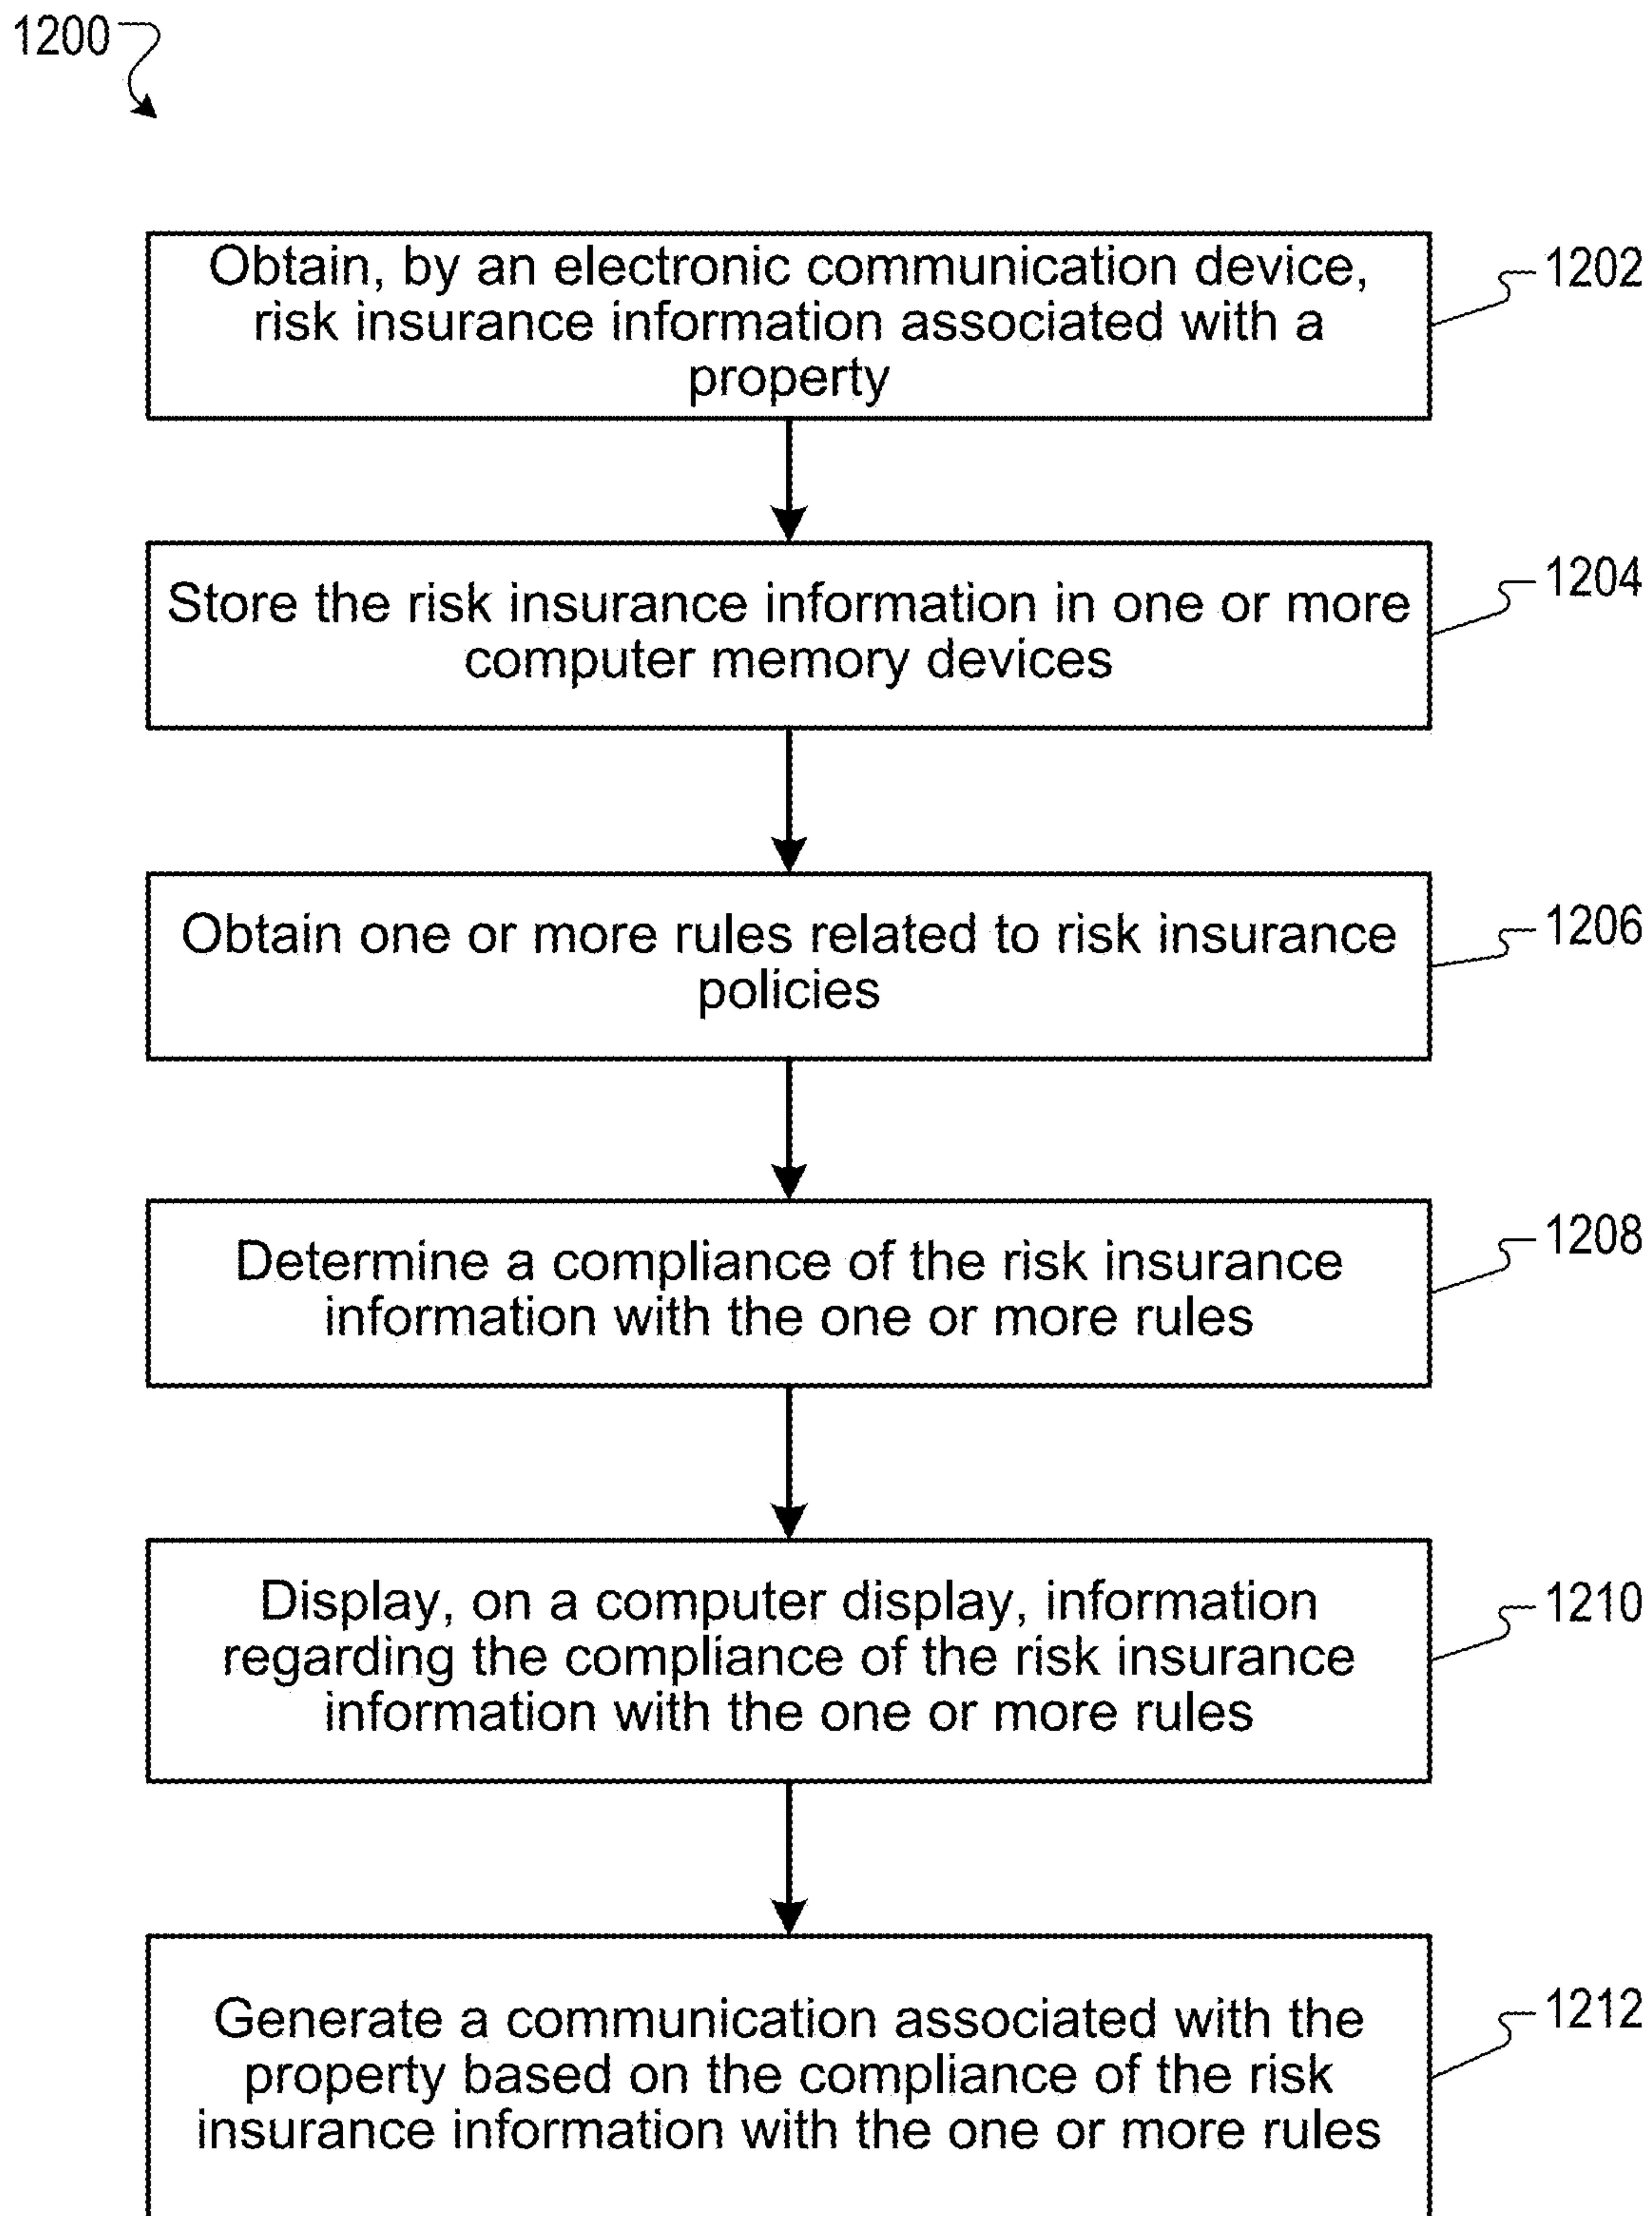 1200
Obtain, by an electronic communication device,
risk insurance information associated with a
property
1202
Store the risk insurance information in one or more
computer memory devices
1204
Obtain one or more rules related to risk insurance
policies
1206
Determine a compliance of the risk insurance
information with the one or more rules
1208
Display, on a computer display, information
regarding the compliance of the risk insurance
information with the one or more rules
1210
Generate a communication associated with the
property based on the compliance of the risk
insurance information with the one or more rules
1212